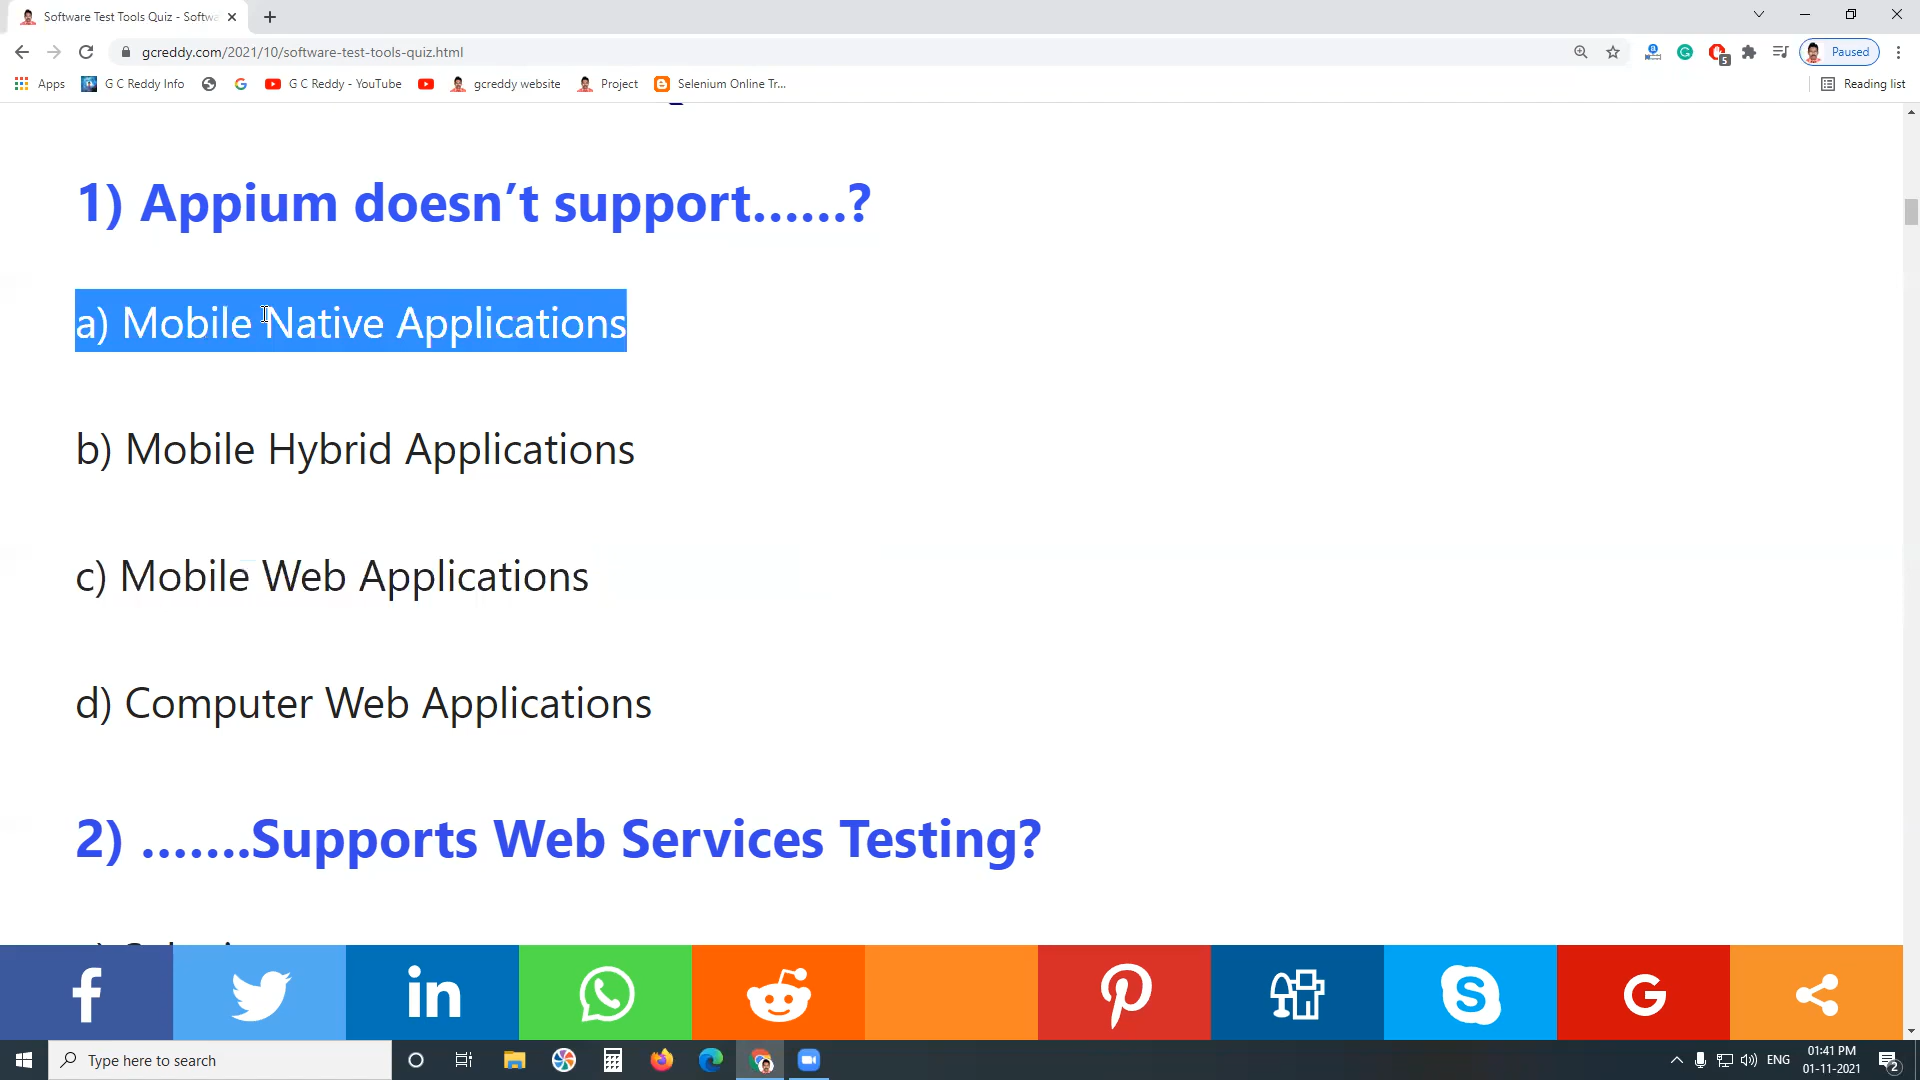 Software Test Tools Quiz - Softwa
gcreddy.com/2021/10/software-test-tools-quiz.html
5
Paused
Apps
G C Reddy Info
G C Reddy - YouTube
gcreddy website
Project
Selenium Online Tr...
Reading list
1) Appium doesn’t support......?
a) Mobile Native Applications
b) Mobile Hybrid Applications
c) Mobile Web Applications
d) Computer Web Applications
2) .......Supports Web Services Testing?
Type here to search
ENG
01:41 PM
01-11-2021
2